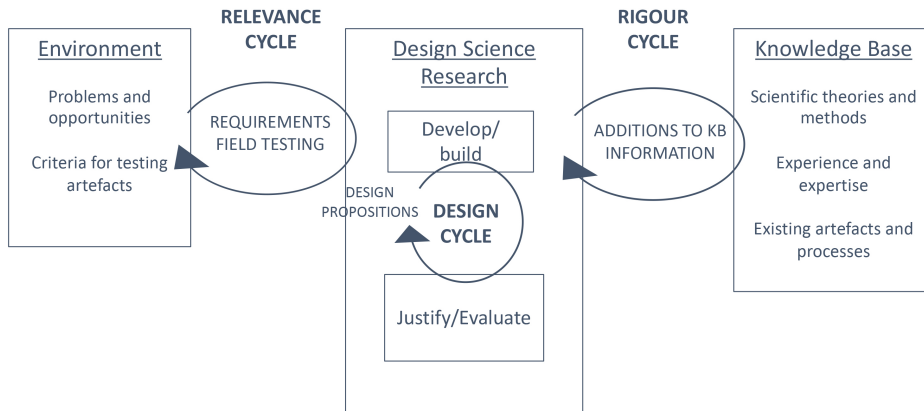 RELEVANCE
CYCLE
RIGOUR
CYCLE
Environment
Problems and
opportunities
Criteria for testing
artefacts
REQUIREMENTS
FIELD TESTING
Design Science
Research
Develop/
build
DESIGN
PROPOSITIONS
DESIGN
CYCLE
Justify/Evaluate
ADDITIONS TO KB
INFORMATION
Knowledge Base
Scientific theories and
methods
Experience and
expertise
Existing artefacts and
processes